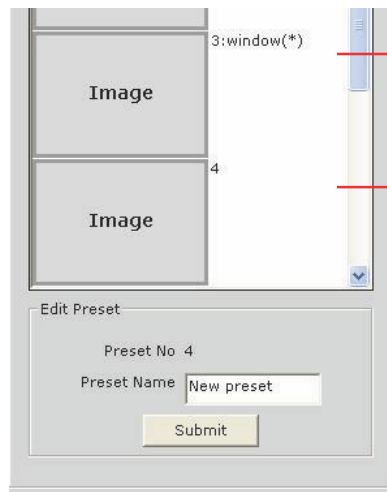 3:window(*)
Image
4
Image
Edit Preset
Preset No 4
Preset Name New preset
Submit